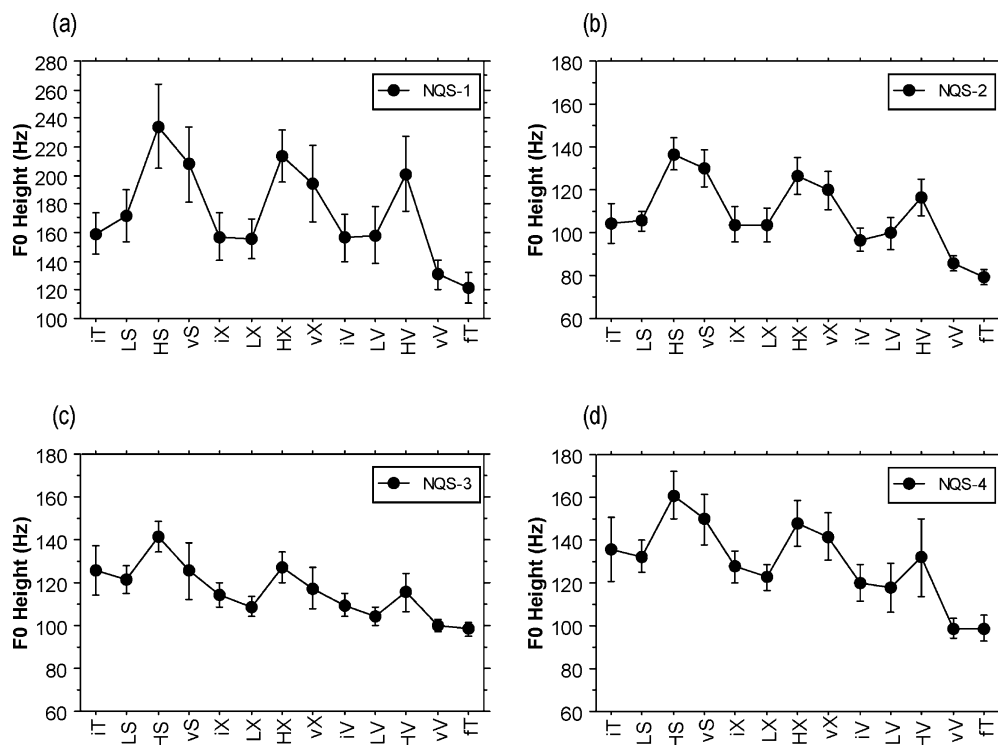 (a)
F0 Height (Hz)
280
260
240
220
200
180
160
140
120
100
NQS-1
iT LS HS vS iX LX HX vX iV LV HV vV fT
(b)
F0 Height (Hz)
180
160
140
120
100
80
60
NQS-2
iT LS HS vS iX LX HX vX iV LV HV vV fT
(c)
F0 Height (Hz)
180
160
140
120
100
80
60
NQS-3
iT LS HS vS iX LX HX vX iV LV HV vV fT
(d)
F0 Height (Hz)
180
160
140
120
100
80
60
NQS-4
iT LS HS vS iX LX HX vX iV LV HV vV fT